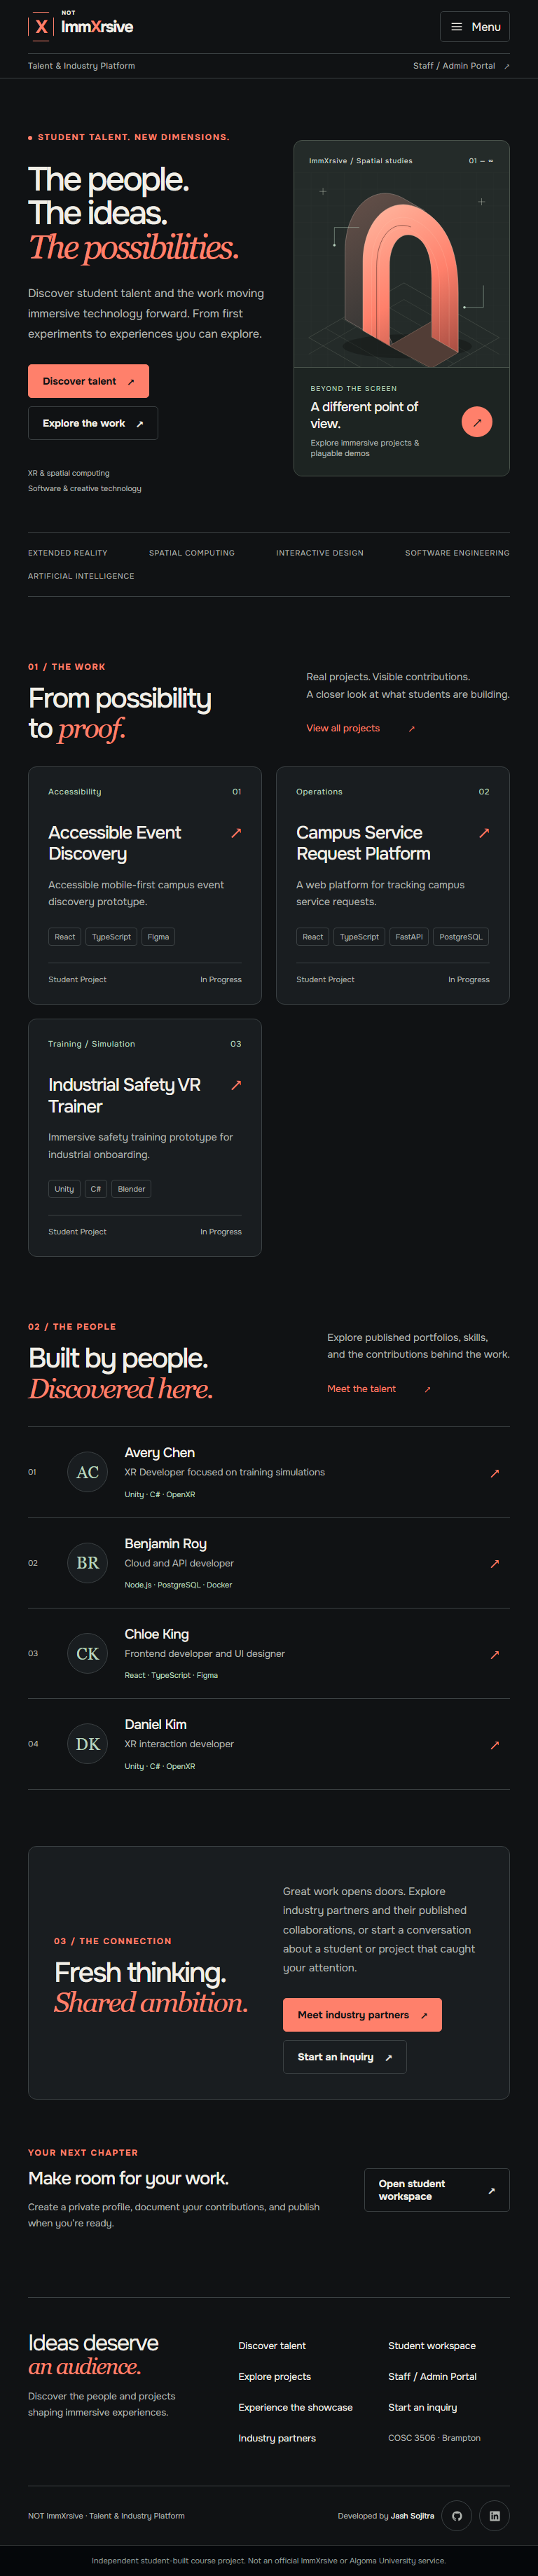 NOT
ImmXrsive
Menu
Talent & Industry Platform
Staff / Admin Portal ↗
STUDENT TALENT. NEW DIMENSIONS.
The people.
The ideas.
The possibilities.
Discover student talent and the work moving
immersive technology forward. From first
experiments to experiences you can explore.
Discover talent ↗
Explore the work ↗
XR & spatial computing
Software & creative technology
ImmXrsive / Spatial studies
01 — ∞
BEYOND THE SCREEN
A different point of
view.
Explore immersive projects &
playable demos
↗
EXTENDED REALITY
SPATIAL COMPUTING
INTERACTIVE DESIGN
SOFTWARE ENGINEERING
ARTIFICIAL INTELLIGENCE
01 / THE WORK
From possibility
to proof.
Real projects. Visible contributions.
A closer look at what students are building.
View all projects ↗
Accessibility
01
Accessible Event
Discovery
↗
Accessible mobile-first campus event
discovery prototype.
React
TypeScript
Figma
Student Project
In Progress
Operations
02
Campus Service
Request Platform
↗
A web platform for tracking campus
service requests.
React
TypeScript
FastAPI
PostgreSQL
Student Project
In Progress
Training / Simulation
03
Industrial Safety VR
Trainer
↗
Immersive safety training prototype for
industrial onboarding.
Unity
C#
Blender
Student Project
In Progress
02 / THE PEOPLE
Built by people.
Discovered here.
Explore published portfolios, skills,
and the contributions behind the work.
Meet the talent ↗
01
AC
Avery Chen
XR Developer focused on training simulations
Unity · C# · OpenXR
↗
02
BR
Benjamin Roy
Cloud and API developer
Node.js · PostgreSQL · Docker
↗
03
CK
Chloe King
Frontend developer and UI designer
React · TypeScript · Figma
↗
04
DK
Daniel Kim
XR interaction developer
Unity · C# · OpenXR
↗
03 / THE CONNECTION
Fresh thinking.
Shared ambition.
Great work opens doors. Explore
industry partners and their published
collaborations, or start a conversation
about a student or project that caught
your attention.
Meet industry partners ↗
Start an inquiry ↗
YOUR NEXT CHAPTER
Make room for your work.
Create a private profile, document your contributions, and publish
when you're ready.
Open student
workspace ↗
Ideas deserve
an audience.
Discover the people and projects
shaping immersive experiences.
Discover talent
Explore projects
Experience the showcase
Industry partners
Student workspace
Staff / Admin Portal
Start an inquiry
COSC 3506 · Brampton
NOT ImmXrsive · Talent & Industry Platform
Developed by Jash Sojitra
Independent student-built course project. Not an official ImmXrsive or Algoma University service.